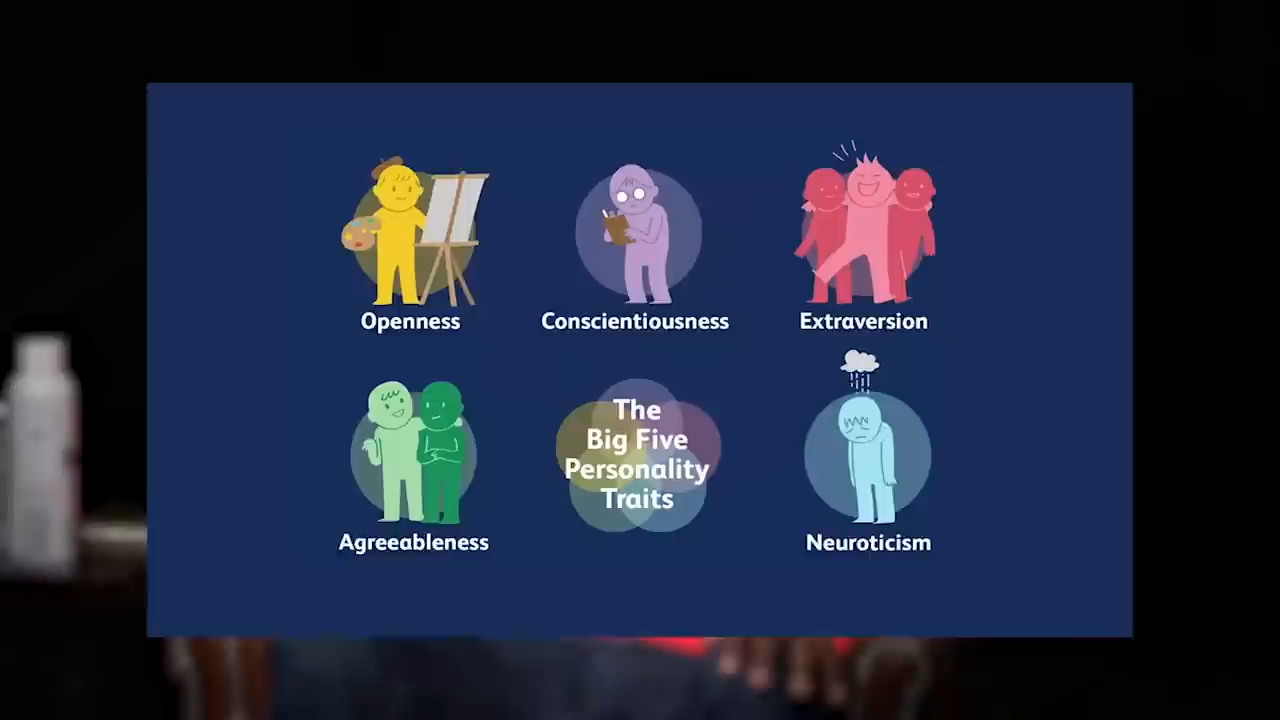 Openness
Conscientiousness
Extraversion
Agreeableness
The
Big Five
Personality
Traits
Neuroticism